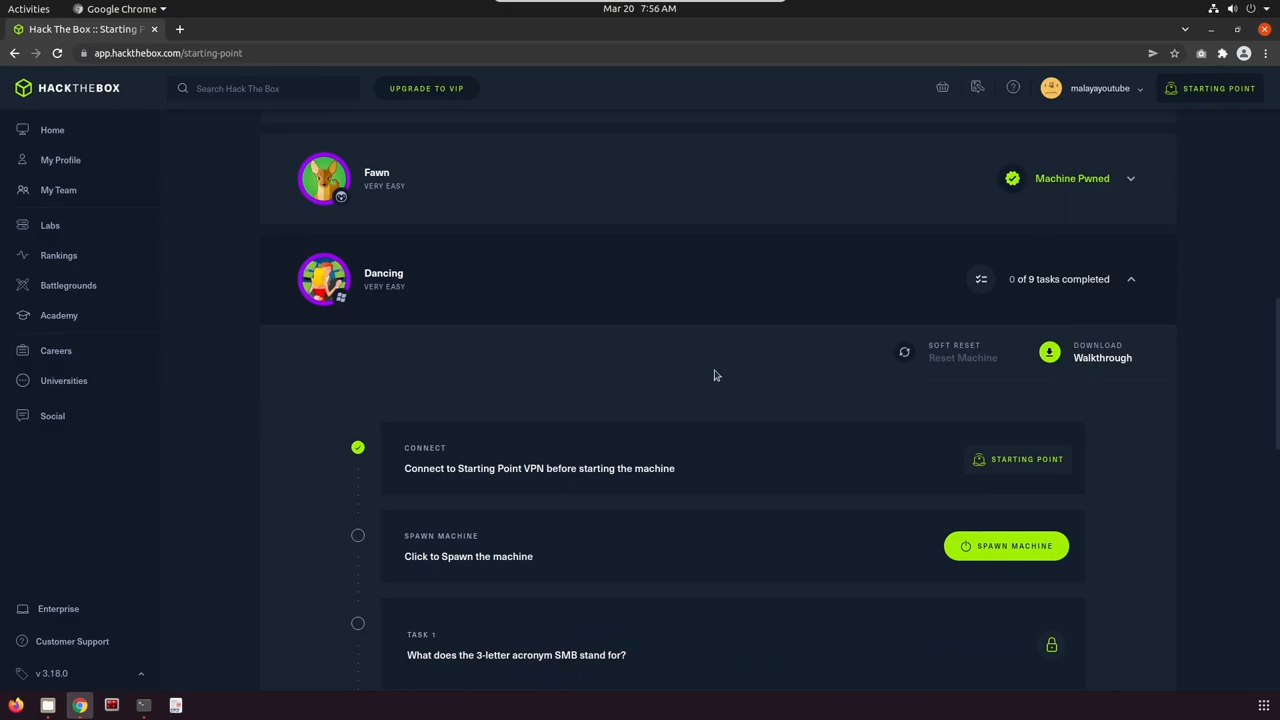 Activities
Google Chrome
Mar 20 7:56 AM
Hack The Box :: Starting P
app.hackthebox.com/starting-point
HACKTHEBOX
Search Hack The Box
UPGRADE TO VIP
malayayoutube
STARTING POINT
Home
My Profile
My Team
Labs
Rankings
Battlegrounds
Academy
Careers
Universities
Social
Enterprise
Customer Support
v 3.18.0
Fawn
VERY EASY
Machine Pwned
Dancing
VERY EASY
0 of 9 tasks completed
SOFT RESET
Reset Machine
DOWNLOAD
Walkthrough
CONNECT
Connect to Starting Point VPN before starting the machine
STARTING POINT
SPAWN MACHINE
Click to Spawn the machine
SPAWN MACHINE
TASK 1
What does the 3-letter acronym SMB stand for?